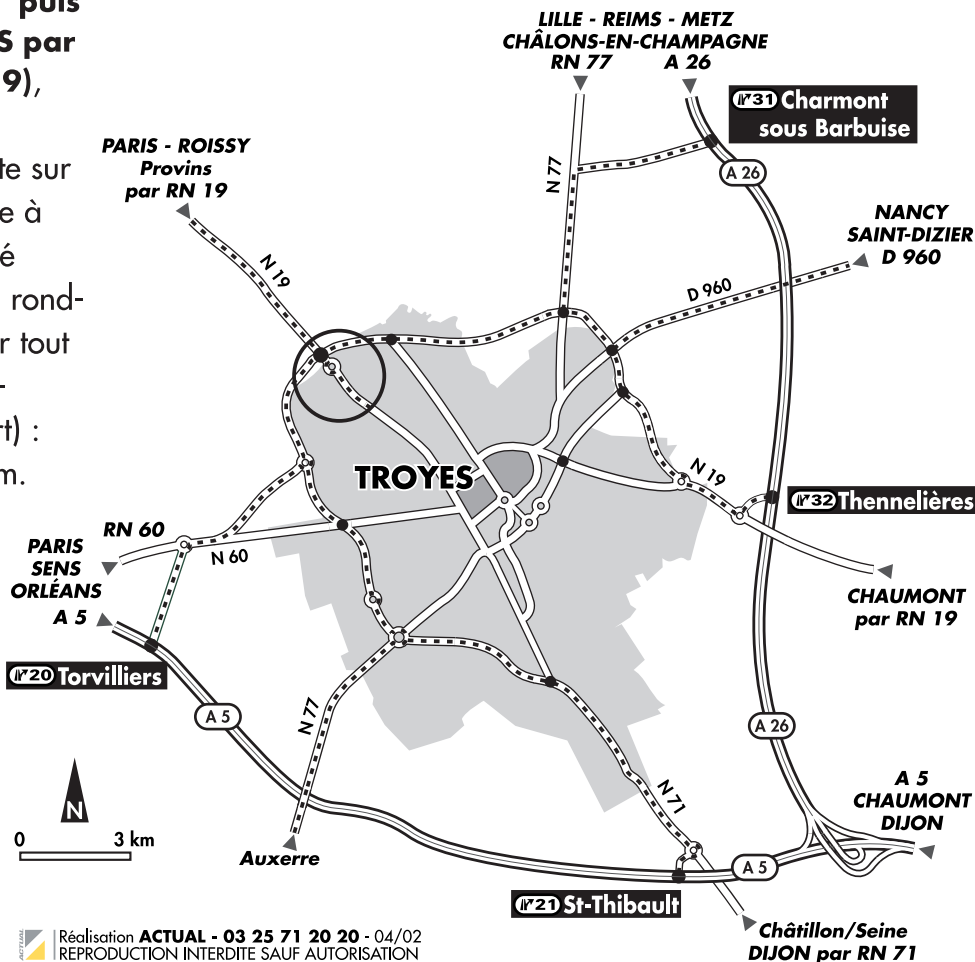 puis
S par
9),
te sur
e à
é
rond-
r tout
-
t) :
m.
LILLE - REIMS - METZ
CHÂLONS-EN-CHAMPAGNE
RN 77 A 26
31 Charmont
sous Barbuise
PARIS - ROISSY
Provins
par RN 19
N 77
A 26
NANCY
SAINT-DIZIER
D 960
N 19
D 960
TROYES
N 19
32 Thennelières
RN 60
PARIS
SENS
ORLÉANS
N 60
A 5
CHAUMONT
par RN 19
20 Torvilliers
A 5
N 77
A 26
N 71
A 5
CHAUMONT
DIJON
N
0 3 km
Auxerre
A 5
21 St-Thibault
Châtillon/Seine
DIJON par RN 71
ACTUAL
Réalisation ACTUAL - 03 25 71 20 20 - 04/02
REPRODUCTION INTERDITE SAUF AUTORISATION